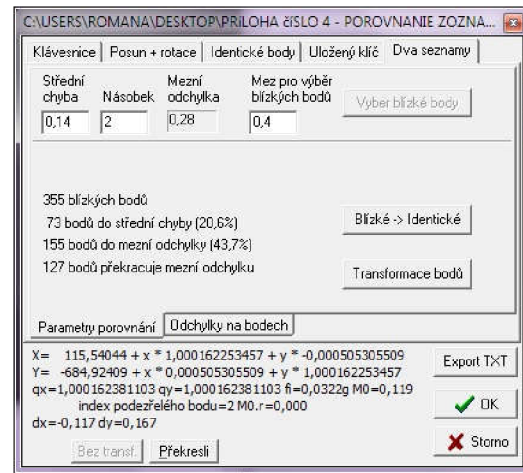 C:\USERS\ROMANA\DESKTOP\PRíLOHA čÍSLO 4 - POROVNANIE ZOZNA...
Klávesnice Posun + rotace Identické body Uložený klíč Dva seznamy
Střední chyba Násobek Mezní odchylka Mez pro výběr blízkých bodů
0,14 2 0,28 0,4 Vyber blízké body
355 blízkých bodů
73 bodů do střední chyby (20,6%)
Blízké -> Identické
155 bodů do mezní odchylky (43,7%)
127 bodů překracuje mezní odchylku
Transformace bodů
Parametry porovnání Odchylky na bodech
X= 115,54044 + x * 1,000162253457 + y * -0,000505305509
Y= -684,92409 + x * 0,000505305509 + y * 1,000162253457
Export TXT
qx=1,000162381103 qy=1,000162381103 fi=0,0322g M0=0,119
index podezřelého bodu=2 M0.r=0,000
OK
dx=-0,117 dy=0,167
Bez transf. Překresli Storno